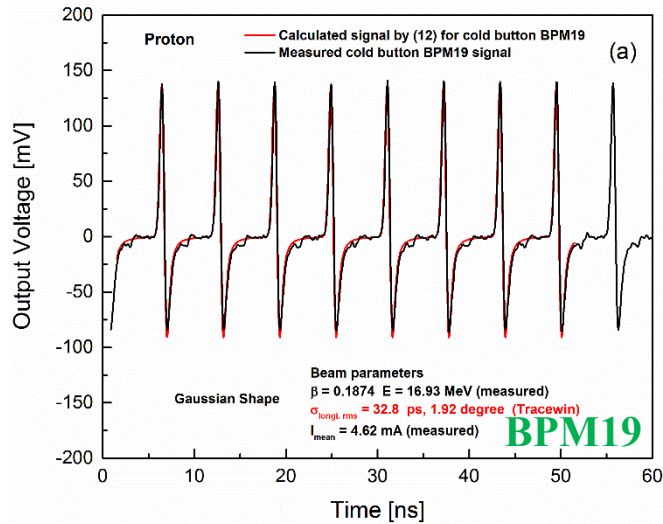 Proton
Calculated signal by (12) for cold button BPM19
Measured cold button BPM19 signal
(a)
200
150
100
50
0
-50
-100
-150
-200
Output Voltage [mV]
Beam parameters
β = 0.1874 E = 16.93 MeV (measured)
Gaussian Shape
σlongi. rms = 32.8 ps, 1.92 degree (Tracewin)
Imean = 4.62 mA (measured)
BPM19
0 10 20 30 40 50 60
Time [ns]